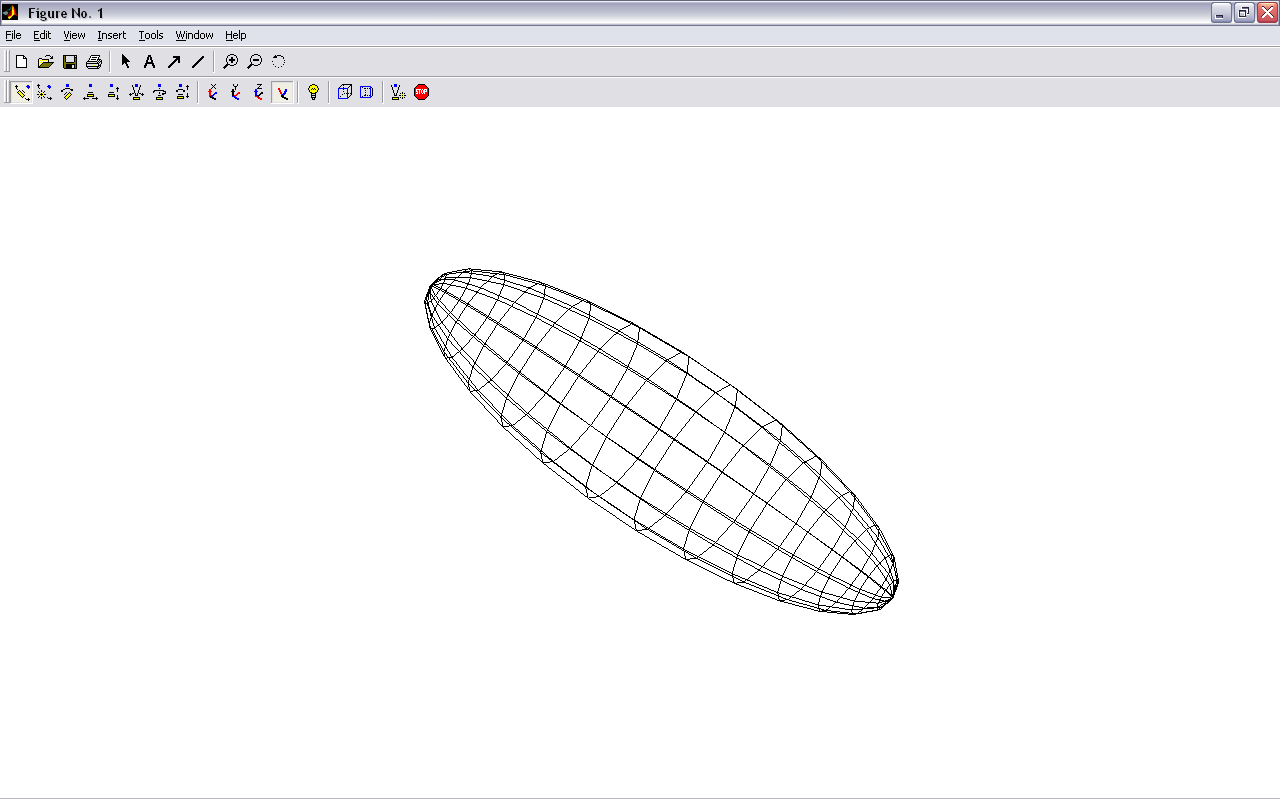 Figure No. 1
File Edit View Insert Tools Window Help
A
X Y Z
STOP